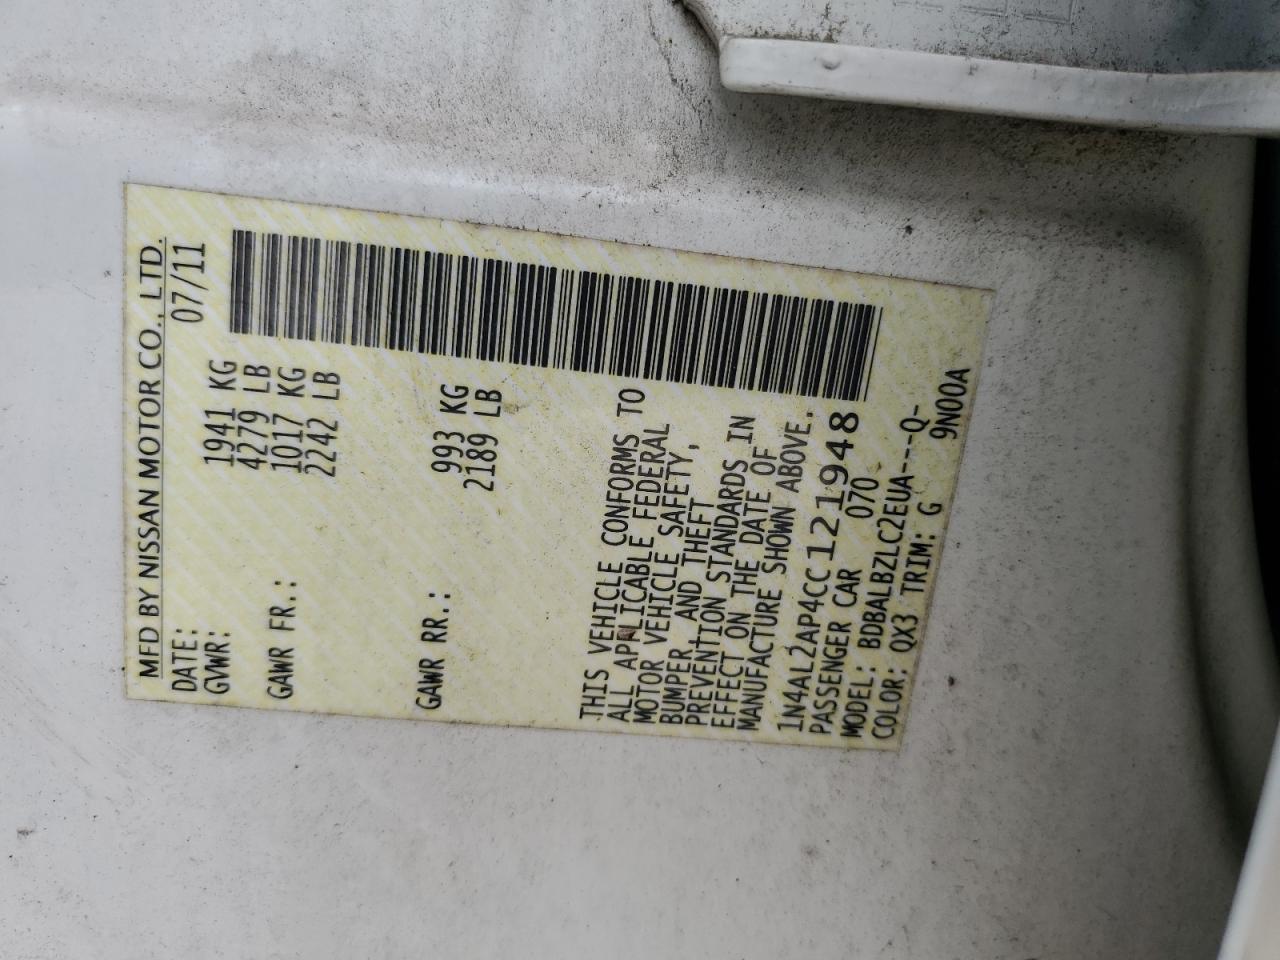 MFD BY NISSAN MOTOR CO., LTD.
DATE: 07/11
GVWR: 1941 KG
4279 LB
GAWR FR.: 1017 KG
2242 LB
GAWR RR.: 993 KG
2189 LB
THIS VEHICLE CONFORMS TO
ALL APPLICABLE FEDERAL
MOTOR VEHICLE SAFETY,
BUMPER AND THEFT
PREVENTION STANDARDS IN
EFFECT ON THE DATE OF
MANUFACTURE SHOWN ABOVE.
1N4AL2AP4CC121948
PASSENGER CAR 070
MODEL: BDBALBZLC2EUA---Q-
COLOR: QX3 TRIM: G 9N00A